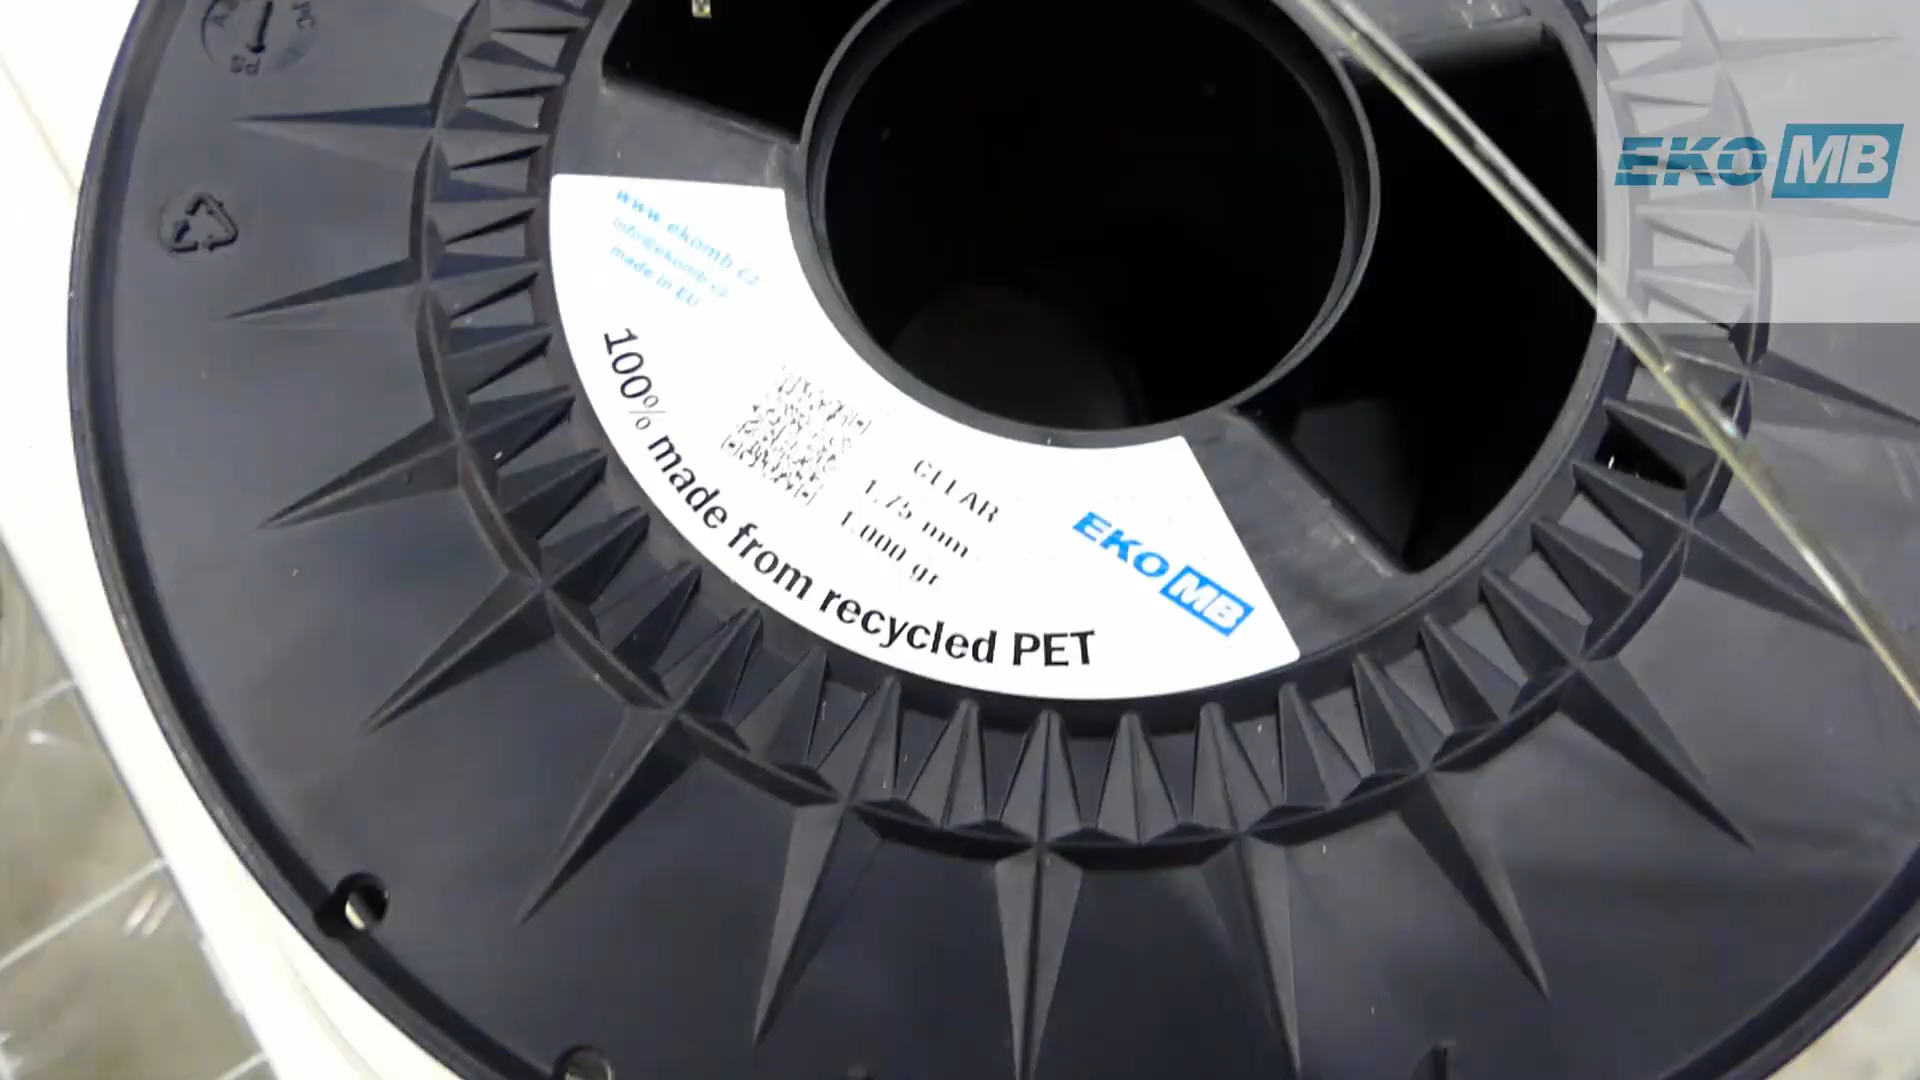 EKO MB
www.ekomb.cz
info@ekomb.cz
made in EU
100% made from recycled PET
CLEAR
1.75 mm
1.000 gr
EKO MB
PC